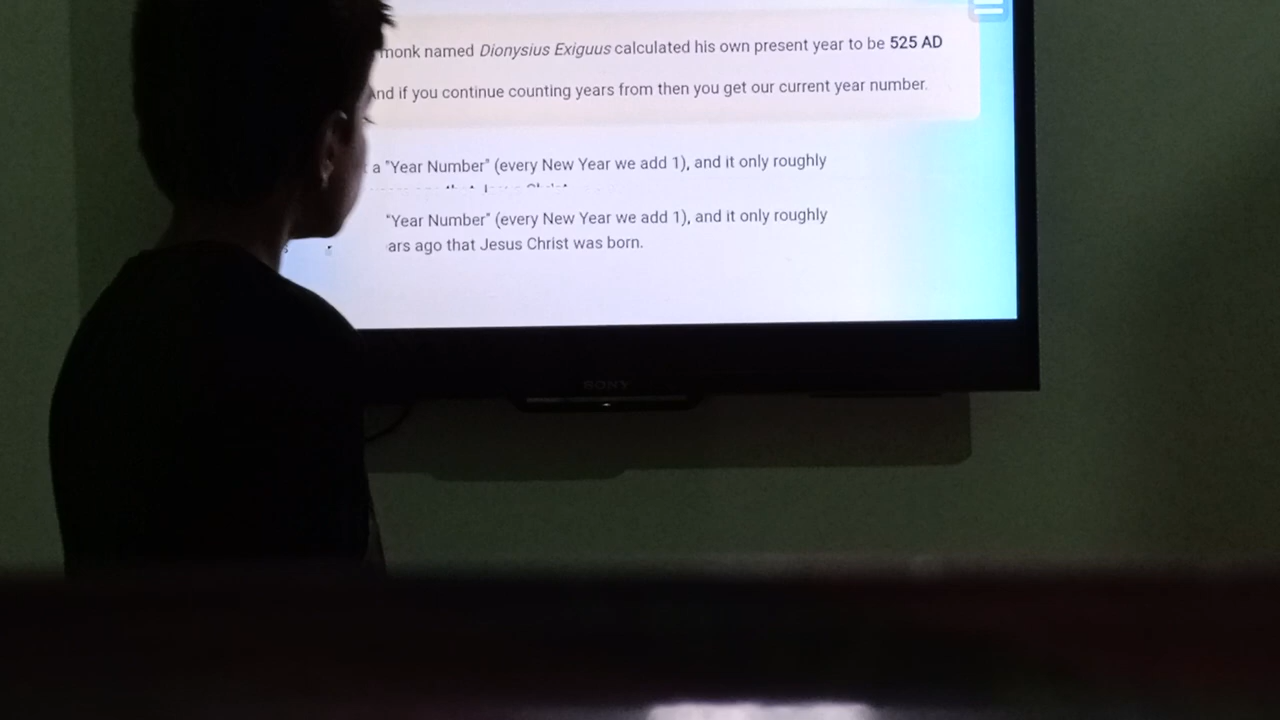 monk named Dionysius Exiguus calculated his own present year to be 525 AD
And if you continue counting years from then you get our current year number.
a "Year Number" (every New Year we add 1), and it only roughly
"Year Number" (every New Year we add 1), and it only roughly
ars ago that Jesus Christ was born.
SONY